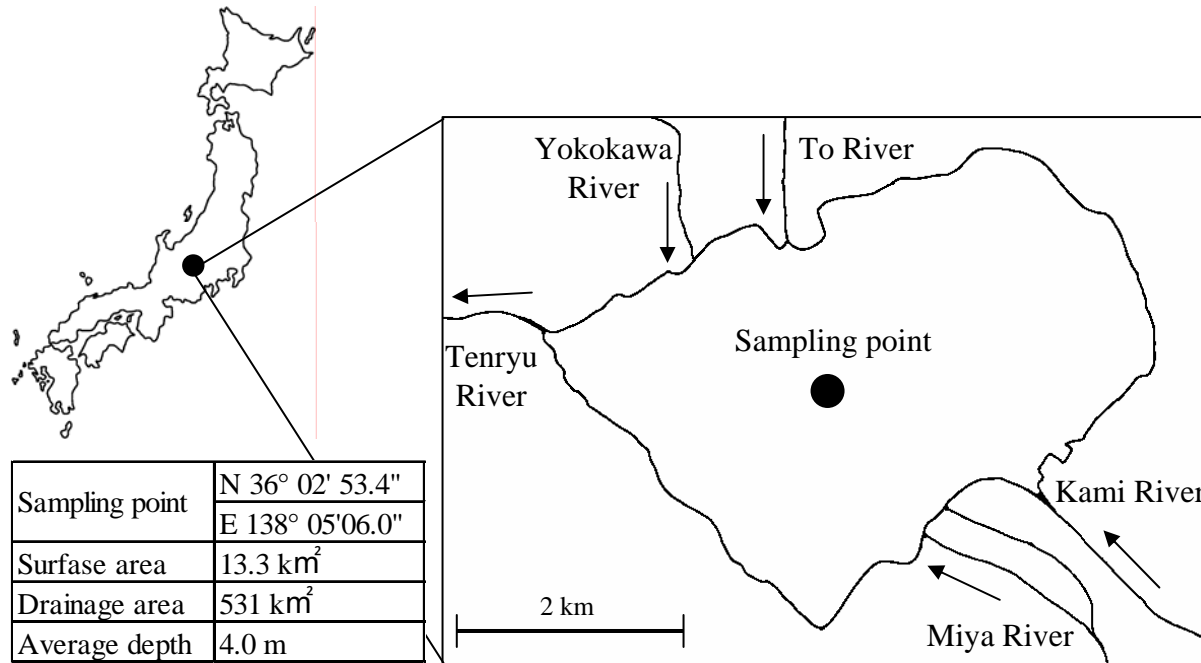 Yokokawa
River
To River
Tenryu
River
Sampling point
Kami River
Miya River
2 km
Sampling point
N 36° 02' 53.4"
E 138° 05'06.0"
Surfase area 13.3 k㎡
Drainage area 531 k㎡
Average depth 4.0 m